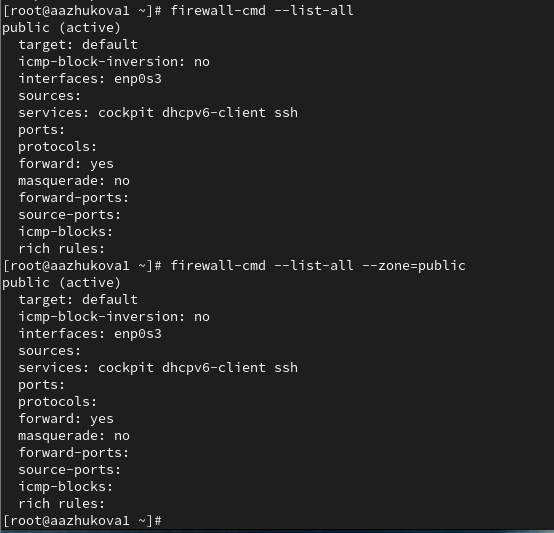 [root@aazhukova1 ~]# firewall-cmd --list-all
public (active)
  target: default
  icmp-block-inversion: no
  interfaces: enp0s3
  sources:
  services: cockpit dhcpv6-client ssh
  ports:
  protocols:
  forward: yes
  masquerade: no
  forward-ports:
  source-ports:
  icmp-blocks:
  rich rules:
[root@aazhukova1 ~]# firewall-cmd --list-all --zone=public
public (active)
  target: default
  icmp-block-inversion: no
  interfaces: enp0s3
  sources:
  services: cockpit dhcpv6-client ssh
  ports:
  protocols:
  forward: yes
  masquerade: no
  forward-ports:
  source-ports:
  icmp-blocks:
  rich rules:
[root@aazhukova1 ~]#